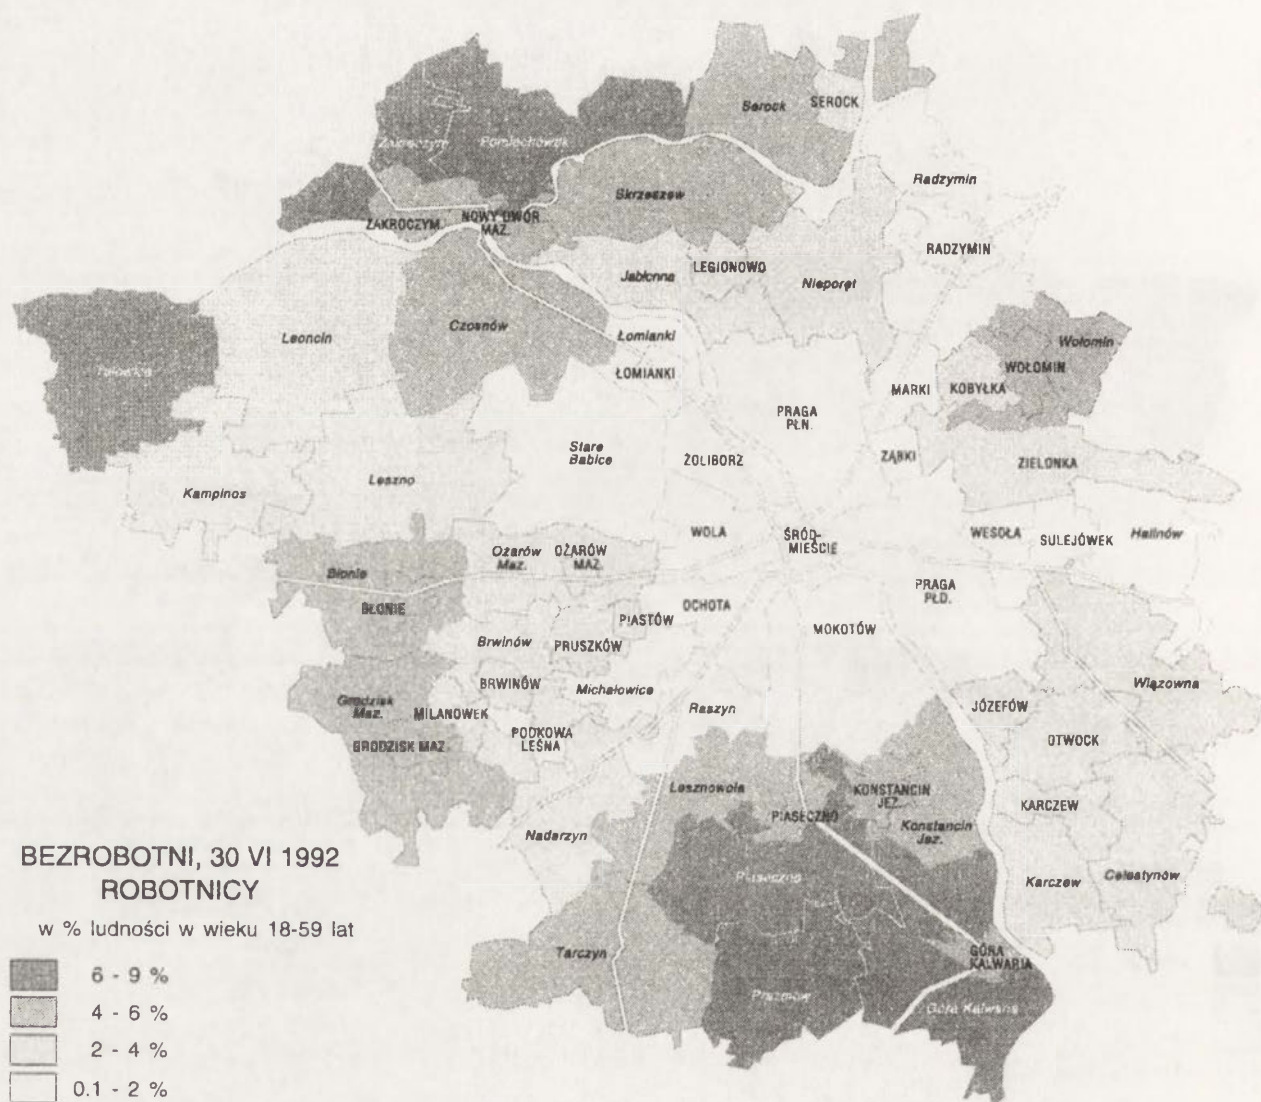 Serock
SEROCK
Zakroczym
Pomiechówek
Radzymin
Skrzeszew
ZAKROCZYM.
NOWY DWÓR
MAZ.
RADZYMIN
Jabłonna
LEGIONOWO
Nieporęt
Czosnów
Leoncin
Łomianki
ŁOMIANKI
Wołomin
WOŁOMIN
KOBYŁKA
MARKI
PRAGA
PŁN.
Stare
Babice
ŻOLIBORZ
ZĄBKI
ZIELONKA
Leszno
Kampinos
WOLA
ŚRÓD-
MIEŚCIE
WESOŁA
SULEJÓWEK
Halinów
Ożarów
Maz.
OŻARÓW
MAZ.
Błonie
BŁONIE
PRAGA
PŁD.
OCHOTA
PIASTÓW
MOKOTÓW
Brwinów
PRUSZKÓW
BRWINÓW
Michałowice
Wiązowna
Grodzisk
Maz.
MILANOWEK
Raszyn
JÓZEFÓW
PODKOWA
LEŚNA
GRODZISK MAZ.
OTWOCK
Lesznowola
KONSTANCIN
JEZ.
PIASECZNO
Konstancin
Jez.
KARCZEW
Nadarzyn
Piaseczno
Karczew
Celestynów
Tarczyn
GÓRA
KALWARIA
Prażmów
Góra Kalwaria
BEZROBOTNI, 30 VI 1992
ROBOTNICY
w % ludności w wieku 18-59 lat
6 - 9 %
4 - 6 %
2 - 4 %
0.1 - 2 %